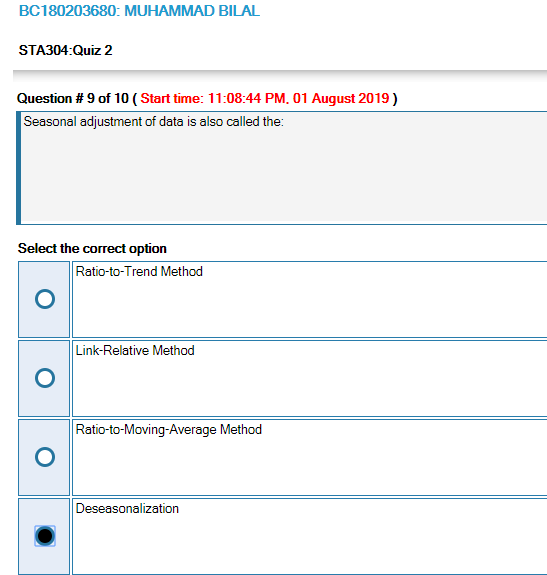 BC180203680: MUHAMMAD BILAL
STA304:Quiz 2
Question # 9 of 10 ( Start time: 11:08:44 PM, 01 August 2019 )
Seasonal adjustment of data is also called the:
Select the correct option
Ratio-to-Trend Method
Link-Relative Method
Ratio-to-Moving-Average Method
Deseasonalization